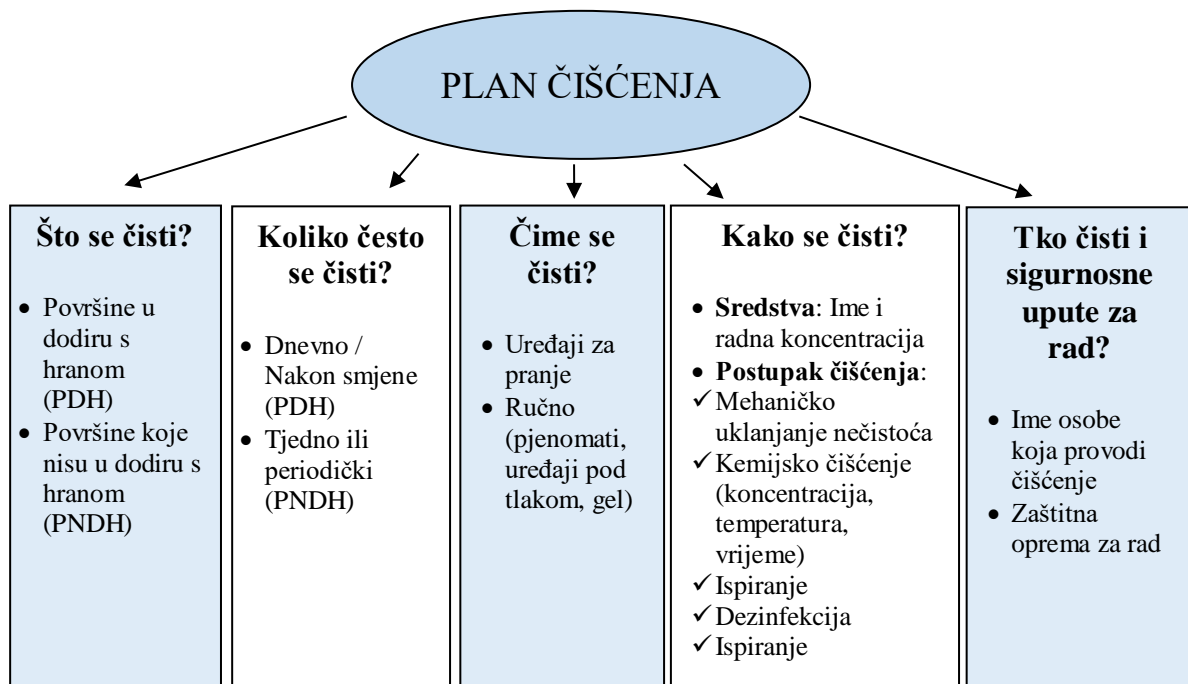 PLAN ČIŠĆENJA
Što se čisti?
• Površine u
dodiru s
hranom
(PDH)
• Površine koje
nisu u dodiru s
hranom
(PNDH)
Koliko često
se čisti?
• Dnevno /
Nakon smjene
(PDH)
• Tjedno ili
periodički
(PNDH)
Čime se
čisti?
• Uređaji za
pranje
• Ručno
(pjenomati,
uređaji pod
tlakom, gel)
Kako se čisti?
• Sredstva: Ime i
radna koncentracija
• Postupak čišćenja:
✓ Mehaničko
uklanjanje nečistoća
✓ Kemijsko čišćenje
(koncentracija,
temperatura,
vrijeme)
✓ Ispiranje
✓ Dezinfekcija
✓ Ispiranje
Tko čisti i
sigurnosne
upute za
rad?
• Ime osobe
koja provodi
čišćenje
• Zaštitna
oprema za rad